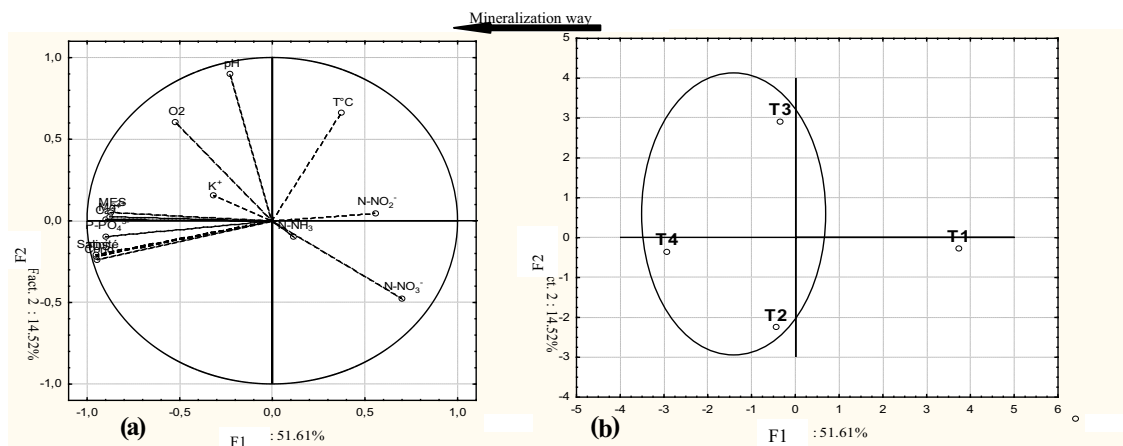 Mineralization way
1,0
0,5
0,0
-0,5
-1,0
-1,0
-0,5
0,0
0,5
1,0
pH
T°C
O2
K⁺
N-NO₂⁻
MES
P-PO₄
N-NH₃
N-NO₃⁻
F2
Fact. 2 : 14.52%
(a)
F1 : 51.61%
5
4
3
2
1
0
-1
-2
-3
-4
-5
-4
-3
-2
-1
0
1
2
3
4
5
6
T3
T4
T1
T2
F2
ct. 2 : 14.52%
(b)
F1 : 51.61%